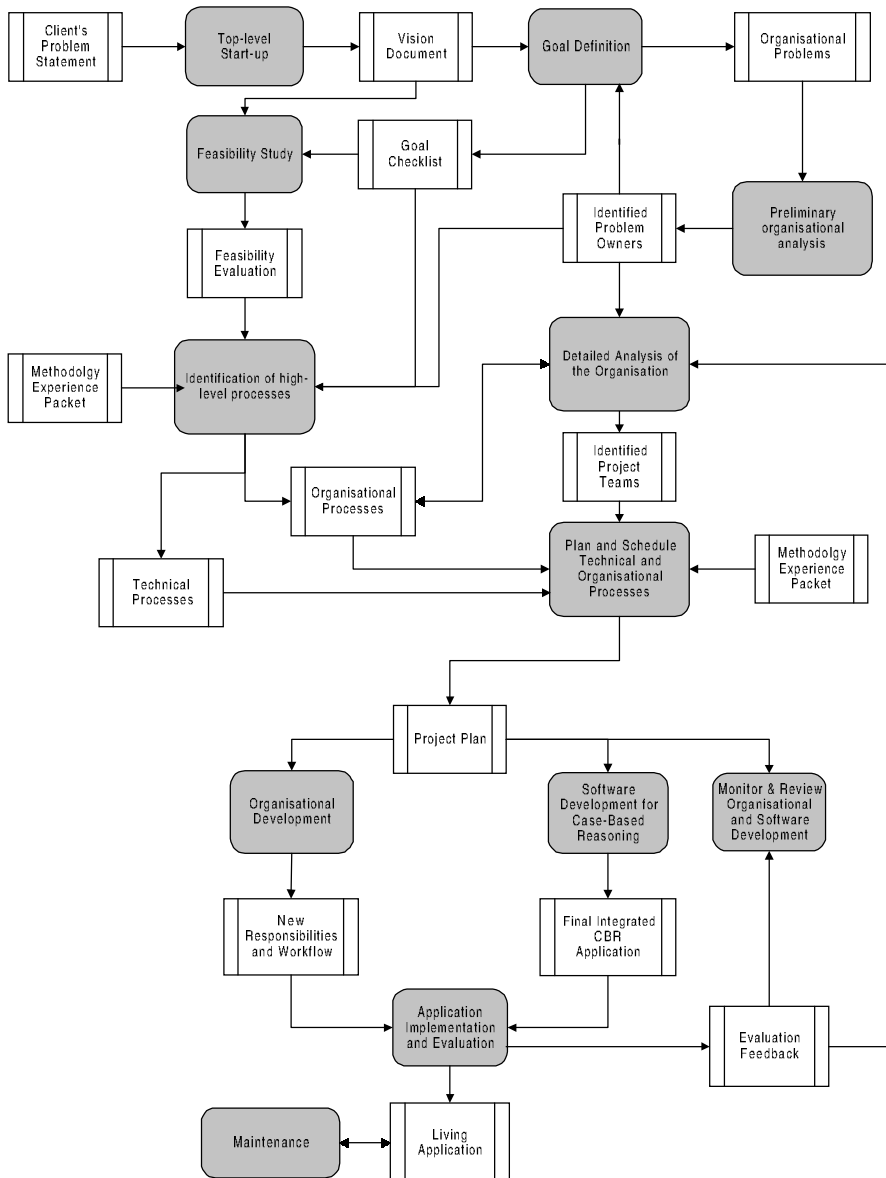 Client's
Problem
Statement
Top-level
Start-up
Vision
Document
Goal Definition
Organisational
Problems
Feasibility Study
Goal
Checklist
Identified
Problem
Owners
Preliminary
organisational
analysis
Feasibility
Evaluation
Methodolgy
Experience
Packet
Identification of high-
level processes
Detailed Analysis of
the Organisation
Identified
Project
Teams
Organisational
Processes
Technical
Processes
Plan and Schedule
Technical and
Organisational
Processes
Methodolgy
Experience
Packet
Project Plan
Organisational
Development
Software
Development for
Case-Based
Reasoning
Monitor & Review
Organisational
and Software
Development
New
Responsibilities
and Workflow
Final Integrated
CBR
Application
Application
Implementation
and Evaluation
Evaluation
Feedback
Maintenance
Living
Application